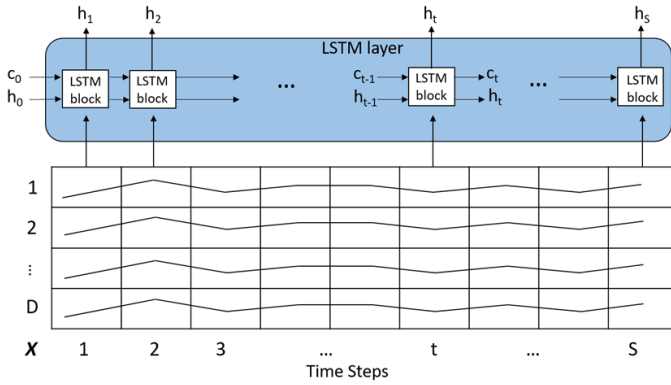 h1 h2 ht hS
LSTM layer
c0 LSTM block LSTM block ... ct-1 LSTM block ct ... LSTM block
h0 ht-1 ht
1
2
⋮
D
X 1 2 3 ... t ... S
Time Steps